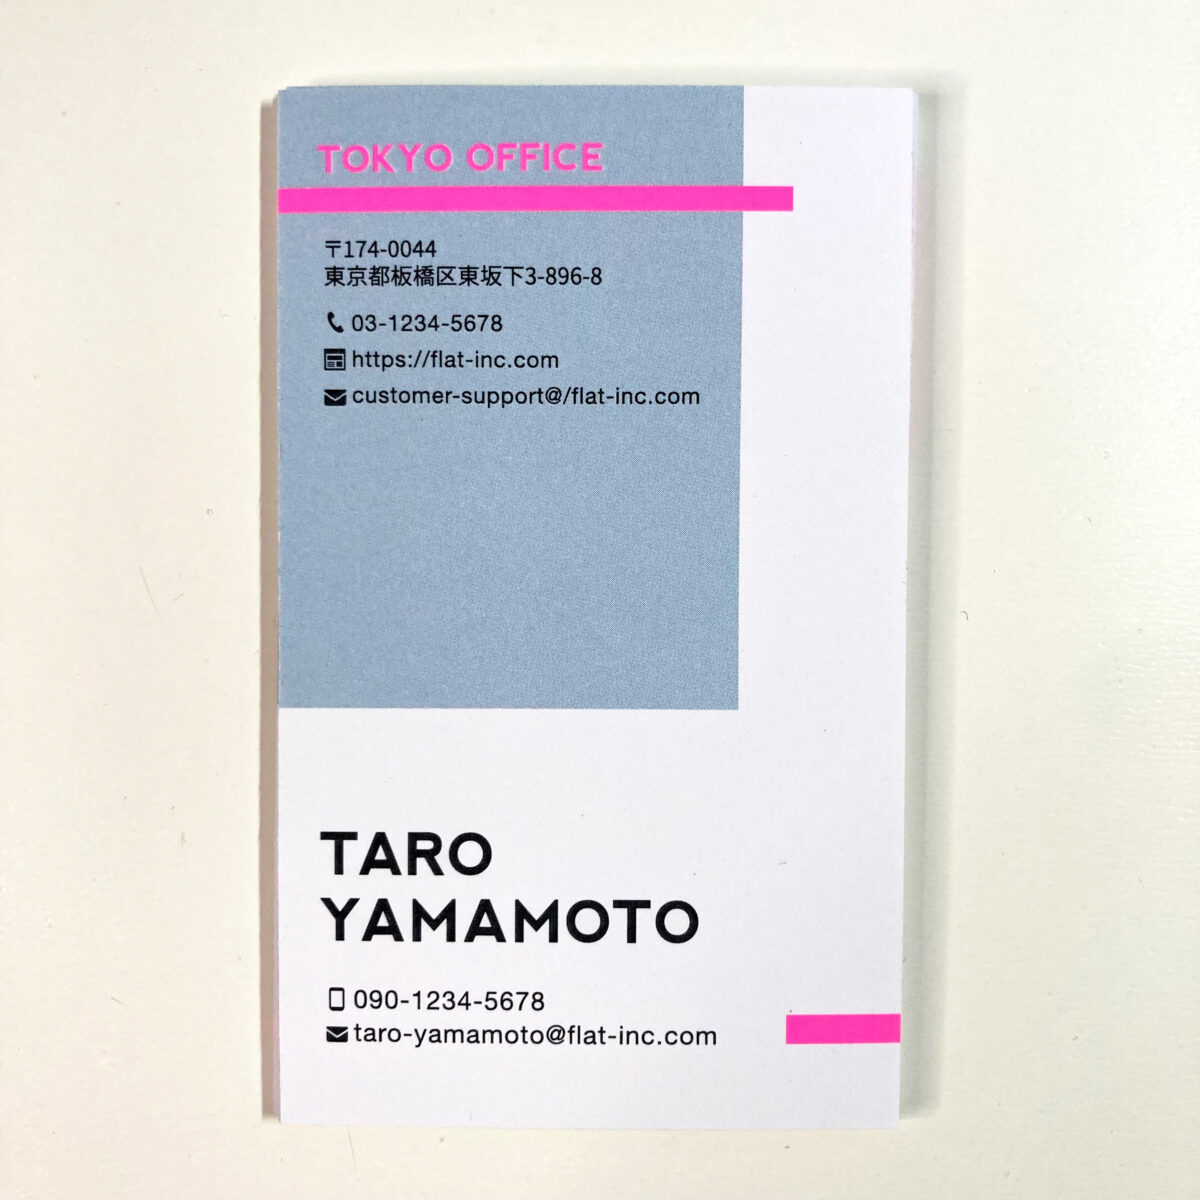 TOKYO OFFICE
〒174-0044
東京都板橋区東坂下3-896-8
03-1234-5678
https://flat-inc.com
customer-support@/flat-inc.com
TARO
YAMAMOTO
090-1234-5678
taro-yamamoto@flat-inc.com